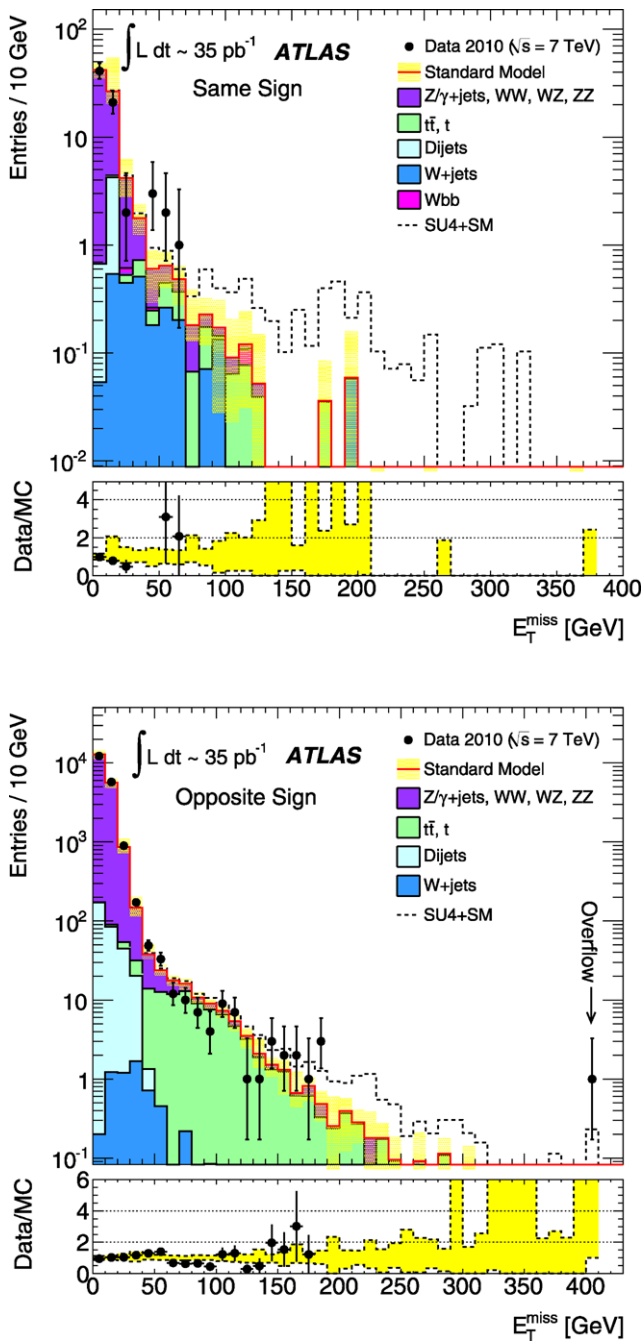 ∫ L dt ~ 35 pb⁻¹ ATLAS
Same Sign
Entries / 10 GeV
10²
10
1
10⁻¹
10⁻²
Data 2010 (√s = 7 TeV)
Standard Model
Z/γ+jets, WW, WZ, ZZ
tt̄, t
Dijets
W+jets
Wbb
SU4+SM
Data/MC
4
2
0
0 50 100 150 200 250 300 350 400
E_T^miss [GeV]
∫ L dt ~ 35 pb⁻¹ ATLAS
Opposite Sign
Entries / 10 GeV
10⁴
10³
10²
10
1
10⁻¹
Data 2010 (√s = 7 TeV)
Standard Model
Z/γ+jets, WW, WZ, ZZ
tt̄, t
Dijets
W+jets
SU4+SM
Overflow
Data/MC
6
4
2
0
0 50 100 150 200 250 300 350 400
E_T^miss [GeV]